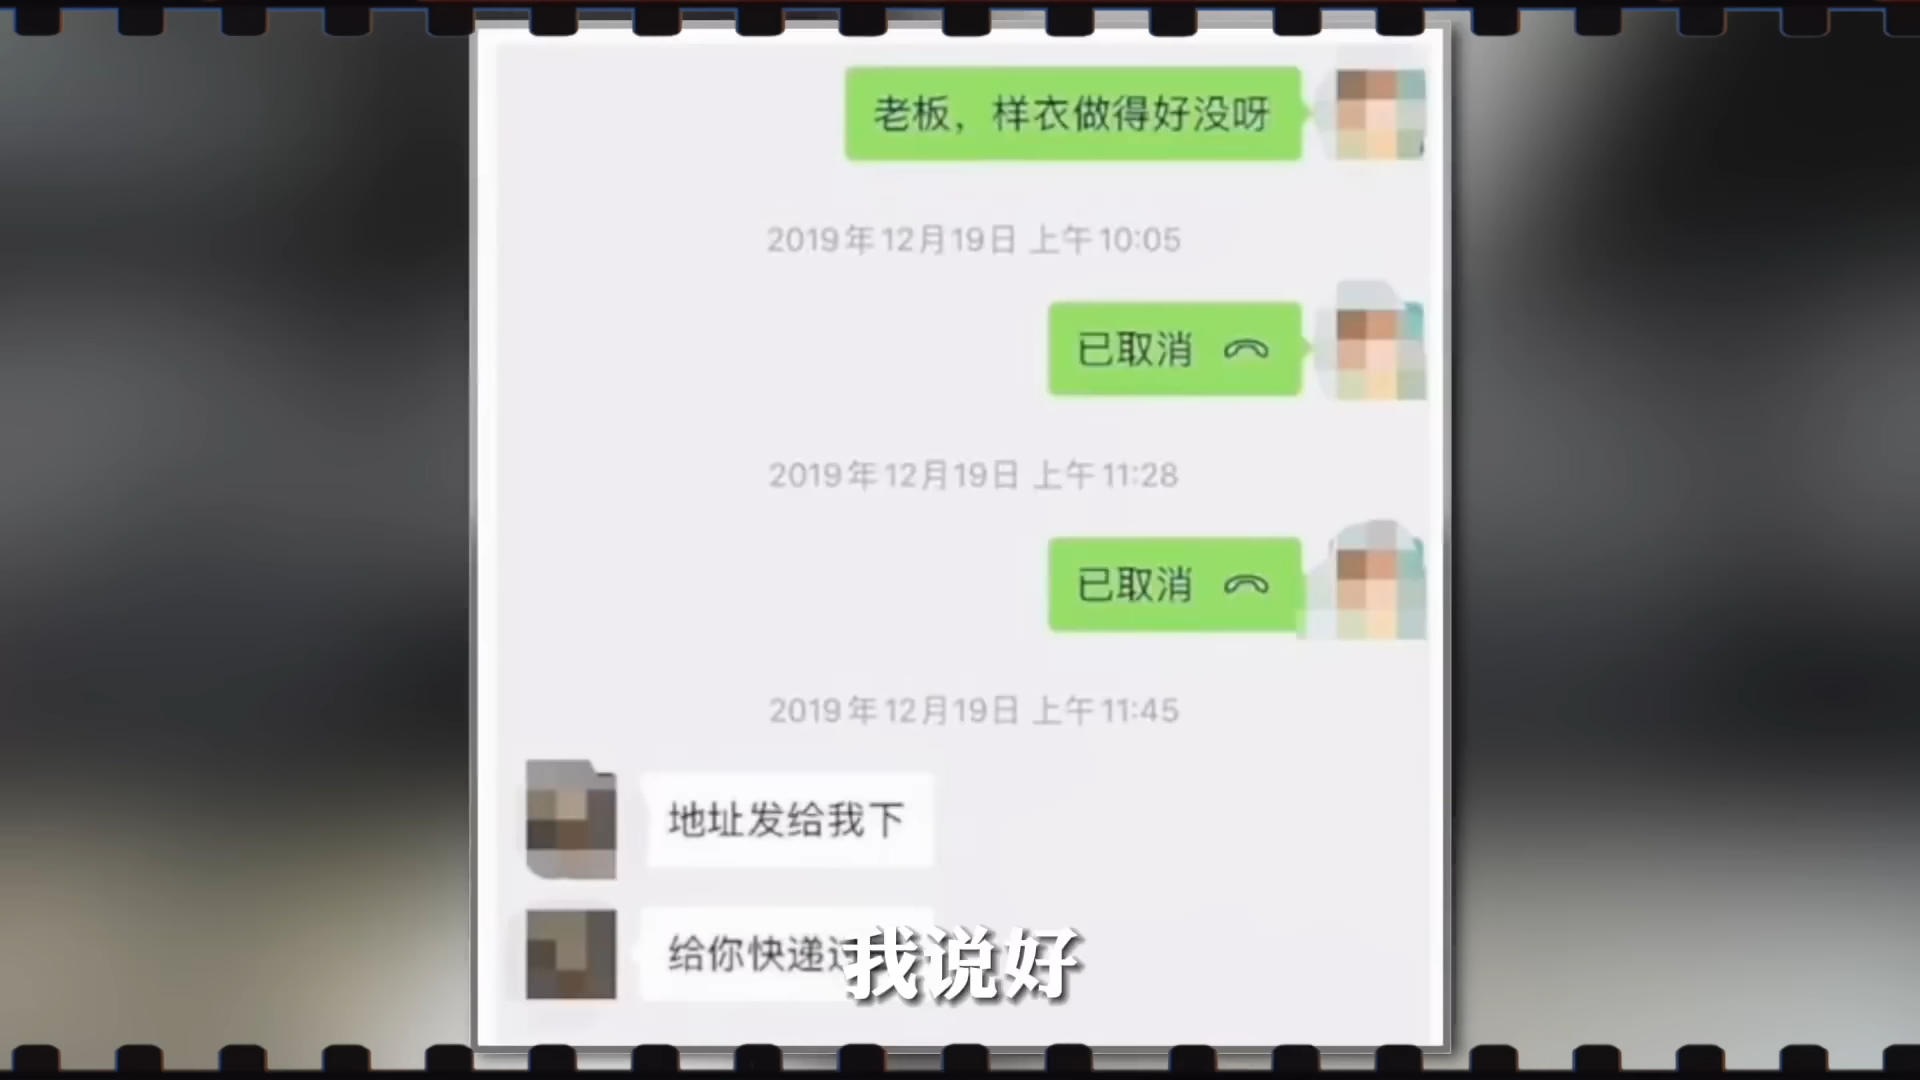 老板，样衣做得好没呀
2019年12月19日 上午10:05
已取消
2019年12月19日 上午11:28
已取消
2019年12月19日 上午11:45
地址发给我下
给你快递
我说好